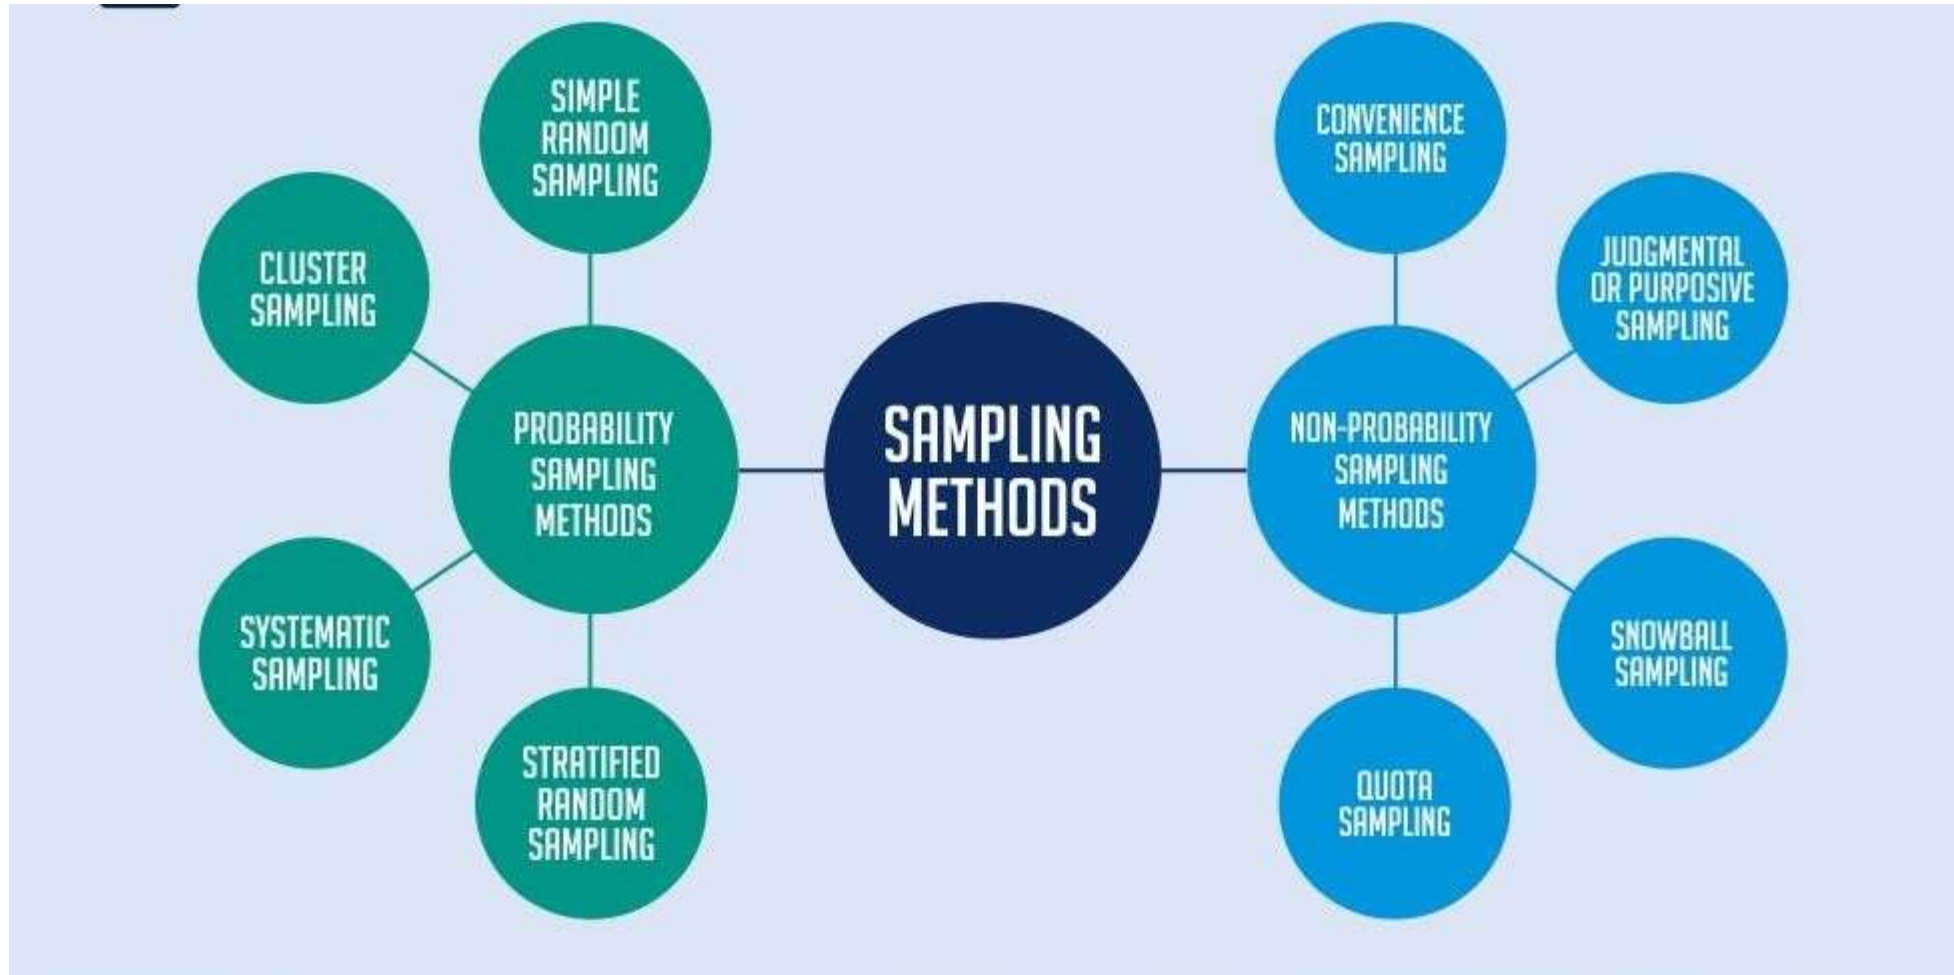 SIMPLE
RANDOM
SAMPLING
CLUSTER
SAMPLING
PROBABILITY
SAMPLING
METHODS
SYSTEMATIC
SAMPLING
STRATIFIED
RANDOM
SAMPLING
SAMPLING
METHODS
CONVENIENCE
SAMPLING
JUDGMENTAL
OR PURPOSIVE
SAMPLING
NON-PROBABILITY
SAMPLING
METHODS
SNOWBALL
SAMPLING
QUOTA
SAMPLING